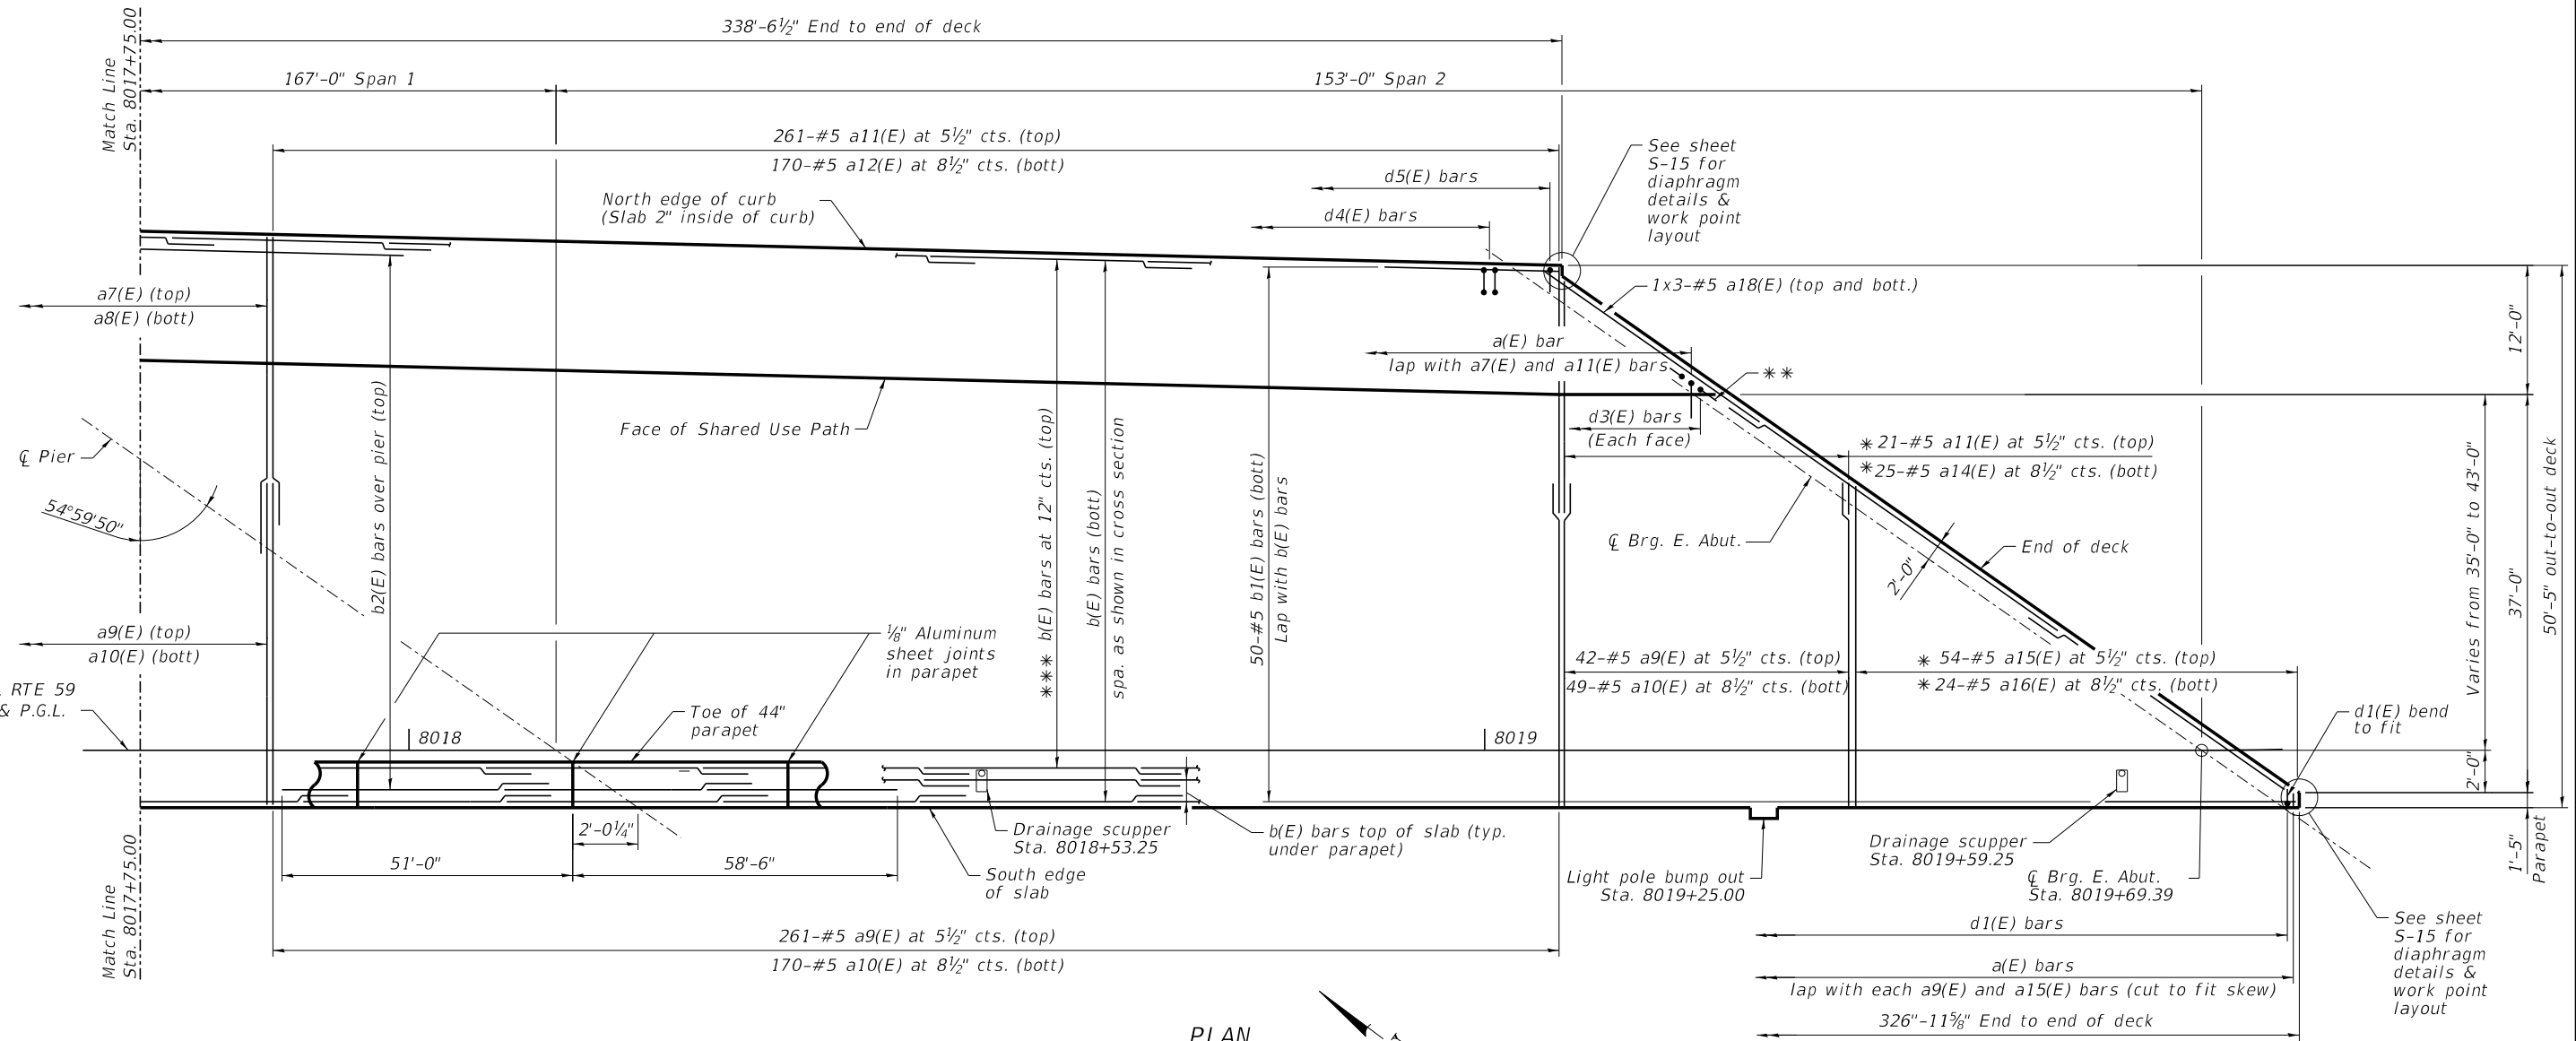 338'-6½" End to end of deck
Match Line
Sta. 8017+75.00
167'-0" Span 1
153'-0" Span 2
261-#5 a11(E) at 5½" cts. (top)
170-#5 a12(E) at 8½" cts. (bott)
See sheet
S-15 for
diaphragm
details &
work point
layout
d5(E) bars
d4(E) bars
North edge of curb
(Slab 2" inside of curb)
a7(E) (top)
a8(E) (bott)
1x3-#5 a18(E) (top and bott.)
12'-0"
a(E) bar
lap with a7(E) and a11(E) bars
**
Face of Shared Use Path
d3(E) bars
(Each face)
* 21-#5 a11(E) at 5½" cts. (top)
* 25-#5 a14(E) at 8½" cts. (bott)
℄ Pier
54°59'50"
b2(E) bars over pier (top)
*** b(E) bars at 12" cts. (top)
b(E) bars (bott)
spa. as shown in cross section
50-#5 b1(E) bars (bott)
Lap with b(E) bars
℄ Brg. E. Abut.
End of deck
2'-0"
Varies from 35'-0" to 43'-0"
37'-0"
50'-5" out-to-out deck
a9(E) (top)
a10(E) (bott)
⅛" Aluminum
sheet joints
in parapet
42-#5 a9(E) at 5½" cts. (top)
49-#5 a10(E) at 8½" cts. (bott)
* 54-#5 a15(E) at 5½" cts. (top)
* 24-#5 a16(E) at 8½" cts. (bott)
RTE 59
& P.G.L.
8018
Toe of 44"
parapet
8019
d1(E) bend
to fit
2'-0"
2'-0¼"
51'-0"
58'-6"
Drainage scupper
Sta. 8018+53.25
South edge
of slab
b(E) bars top of slab (typ.
under parapet)
Light pole bump out
Sta. 8019+25.00
Drainage scupper
Sta. 8019+59.25
℄ Brg. E. Abut.
Sta. 8019+69.39
1'-5"
Parapet
Match Line
Sta. 8017+75.00
261-#5 a9(E) at 5½" cts. (top)
170-#5 a10(E) at 8½" cts. (bott)
d1(E) bars
a(E) bars
lap with each a9(E) and a15(E) bars (cut to fit skew)
326"-11⅝" End to end of deck
See sheet
S-15 for
diaphragm
details &
work point
layout
PLAN